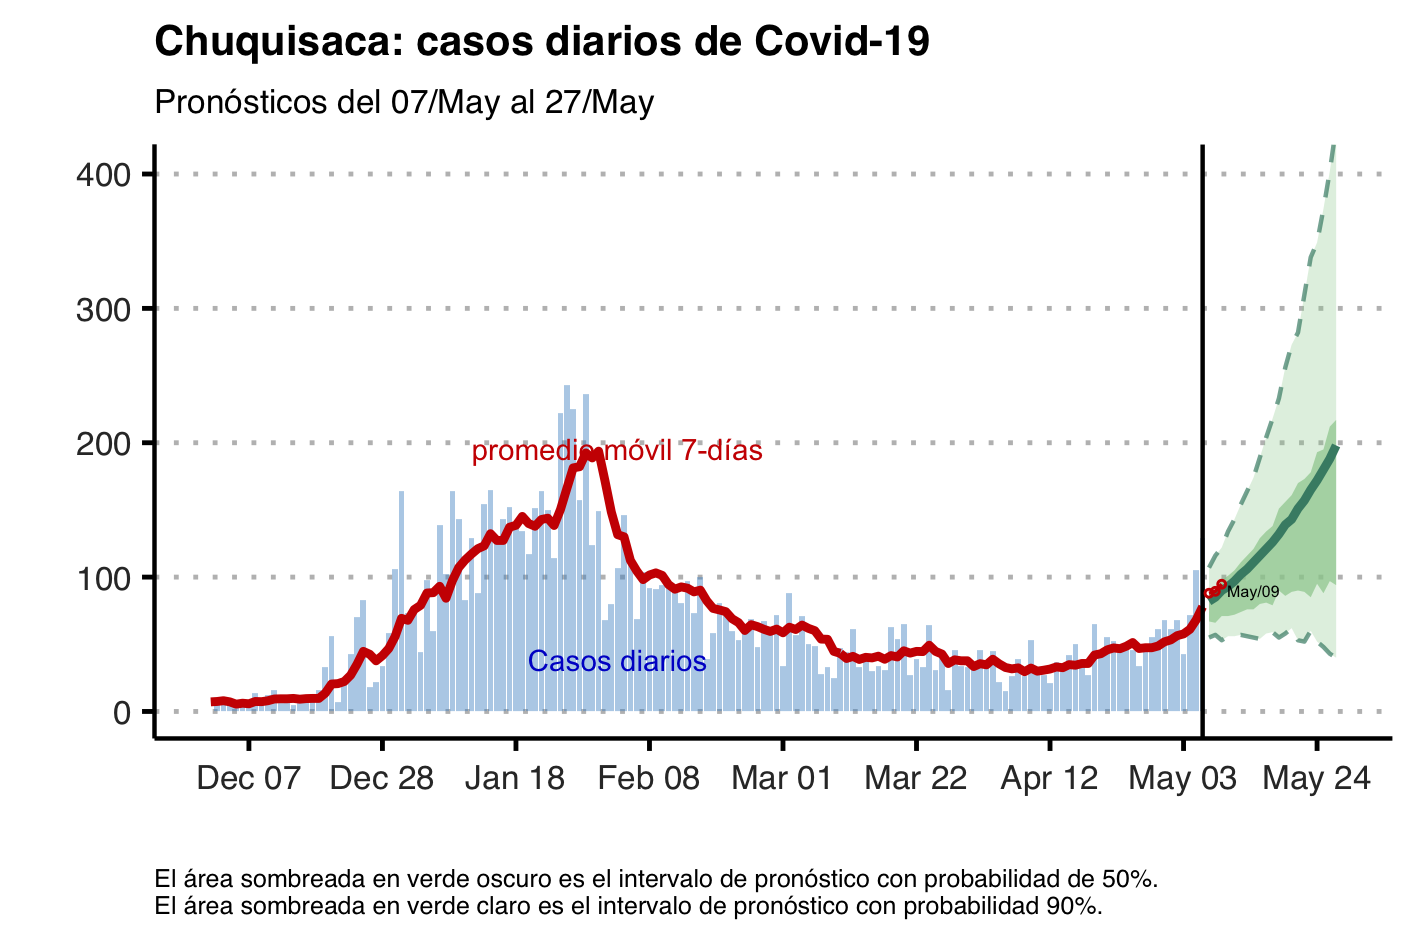 Chuquisaca: casos diarios de Covid-19
Pronósticos del 07/May al 27/May
400
300
200
100
0
promedio móvil 7-días
Casos diarios
May/09
Dec 07 Dec 28 Jan 18 Feb 08 Mar 01 Mar 22 Apr 12 May 03 May 24
El área sombreada en verde oscuro es el intervalo de pronóstico con probabilidad de 50%.
El área sombreada en verde claro es el intervalo de pronóstico con probabilidad 90%.